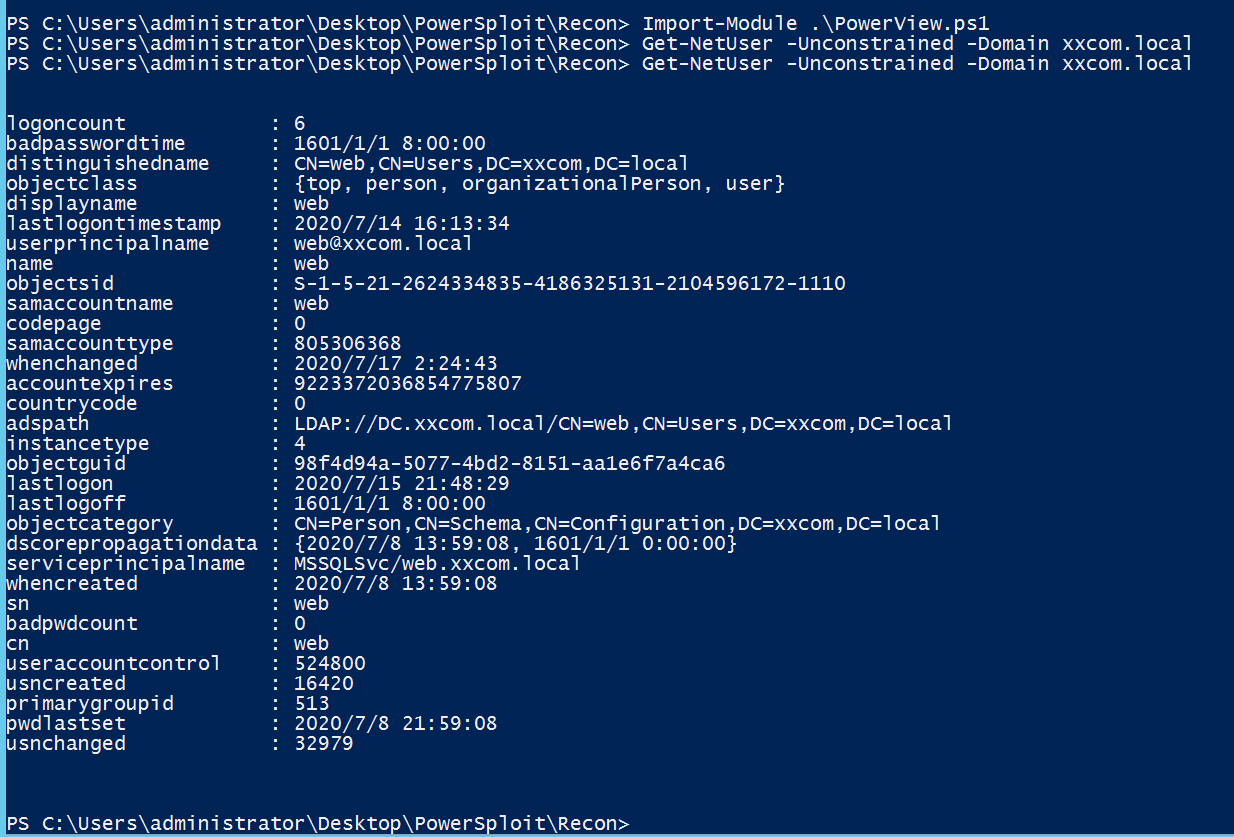 PS C:\Users\administrator\Desktop\PowerSploit\Recon> Import-Module .\PowerView.ps1
PS C:\Users\administrator\Desktop\PowerSploit\Recon> Get-NetUser -Unconstrained -Domain xxcom.local
PS C:\Users\administrator\Desktop\PowerSploit\Recon> Get-NetUser -Unconstrained -Domain xxcom.local
logoncount : 6
badpasswordtime : 1601/1/1 8:00:00
distinguishedname : CN=web,CN=Users,DC=xxcom,DC=local
objectclass : {top, person, organizationalPerson, user}
displayname : web
lastlogontimestamp : 2020/7/14 16:13:34
userprincipalname : web@xxcom.local
name : web
objectsid : S-1-5-21-2624334835-4186325131-2104596172-1110
samaccountname : web
codepage : 0
samaccounttype : 805306368
whenchanged : 2020/7/17 2:24:43
accountexpires : 9223372036854775807
countrycode : 0
adspath : LDAP://DC.xxcom.local/CN=web,CN=Users,DC=xxcom,DC=local
instancetype : 4
objectguid : 98f4d94a-5077-4bd2-8151-aa1e6f7a4ca6
lastlogon : 2020/7/15 21:48:29
lastlogoff : 1601/1/1 8:00:00
objectcategory : CN=Person,CN=Schema,CN=Configuration,DC=xxcom,DC=local
dscorepropagationdata : {2020/7/8 13:59:08, 1601/1/1 0:00:00}
serviceprincipalname : MSSQLSvc/web.xxcom.local
whencreated : 2020/7/8 13:59:08
sn : web
badpwdcount : 0
cn : web
useraccountcontrol : 524800
usncreated : 16420
primarygroupid : 513
pwdlastset : 2020/7/8 21:59:08
usnchanged : 32979
PS C:\Users\administrator\Desktop\PowerSploit\Recon>